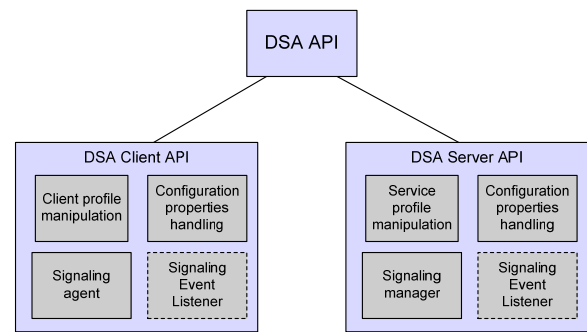 DSA API
DSA Client API
Client profile
manipulation
Configuration
properties
handling
Signaling
agent
Signaling
Event
Listener
DSA Server API
Service
profile
manipulation
Configuration
properties
handling
Signaling
manager
Signaling
Event
Listener